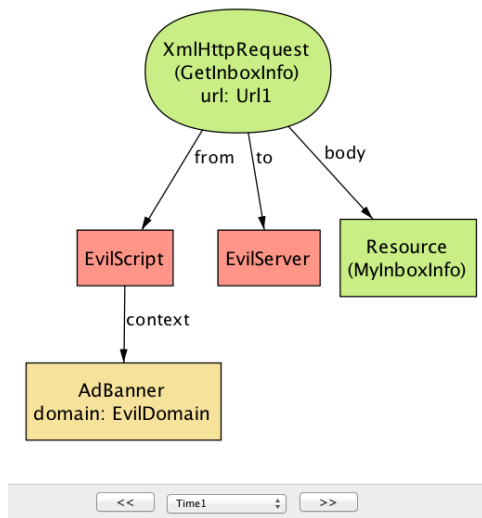 XmlHttpRequest
(GetInboxInfo)
url: Url1
from
to
body
EvilScript
EvilServer
Resource
(MyInboxInfo)
context
AdBanner
domain: EvilDomain
<<
Time1
>>